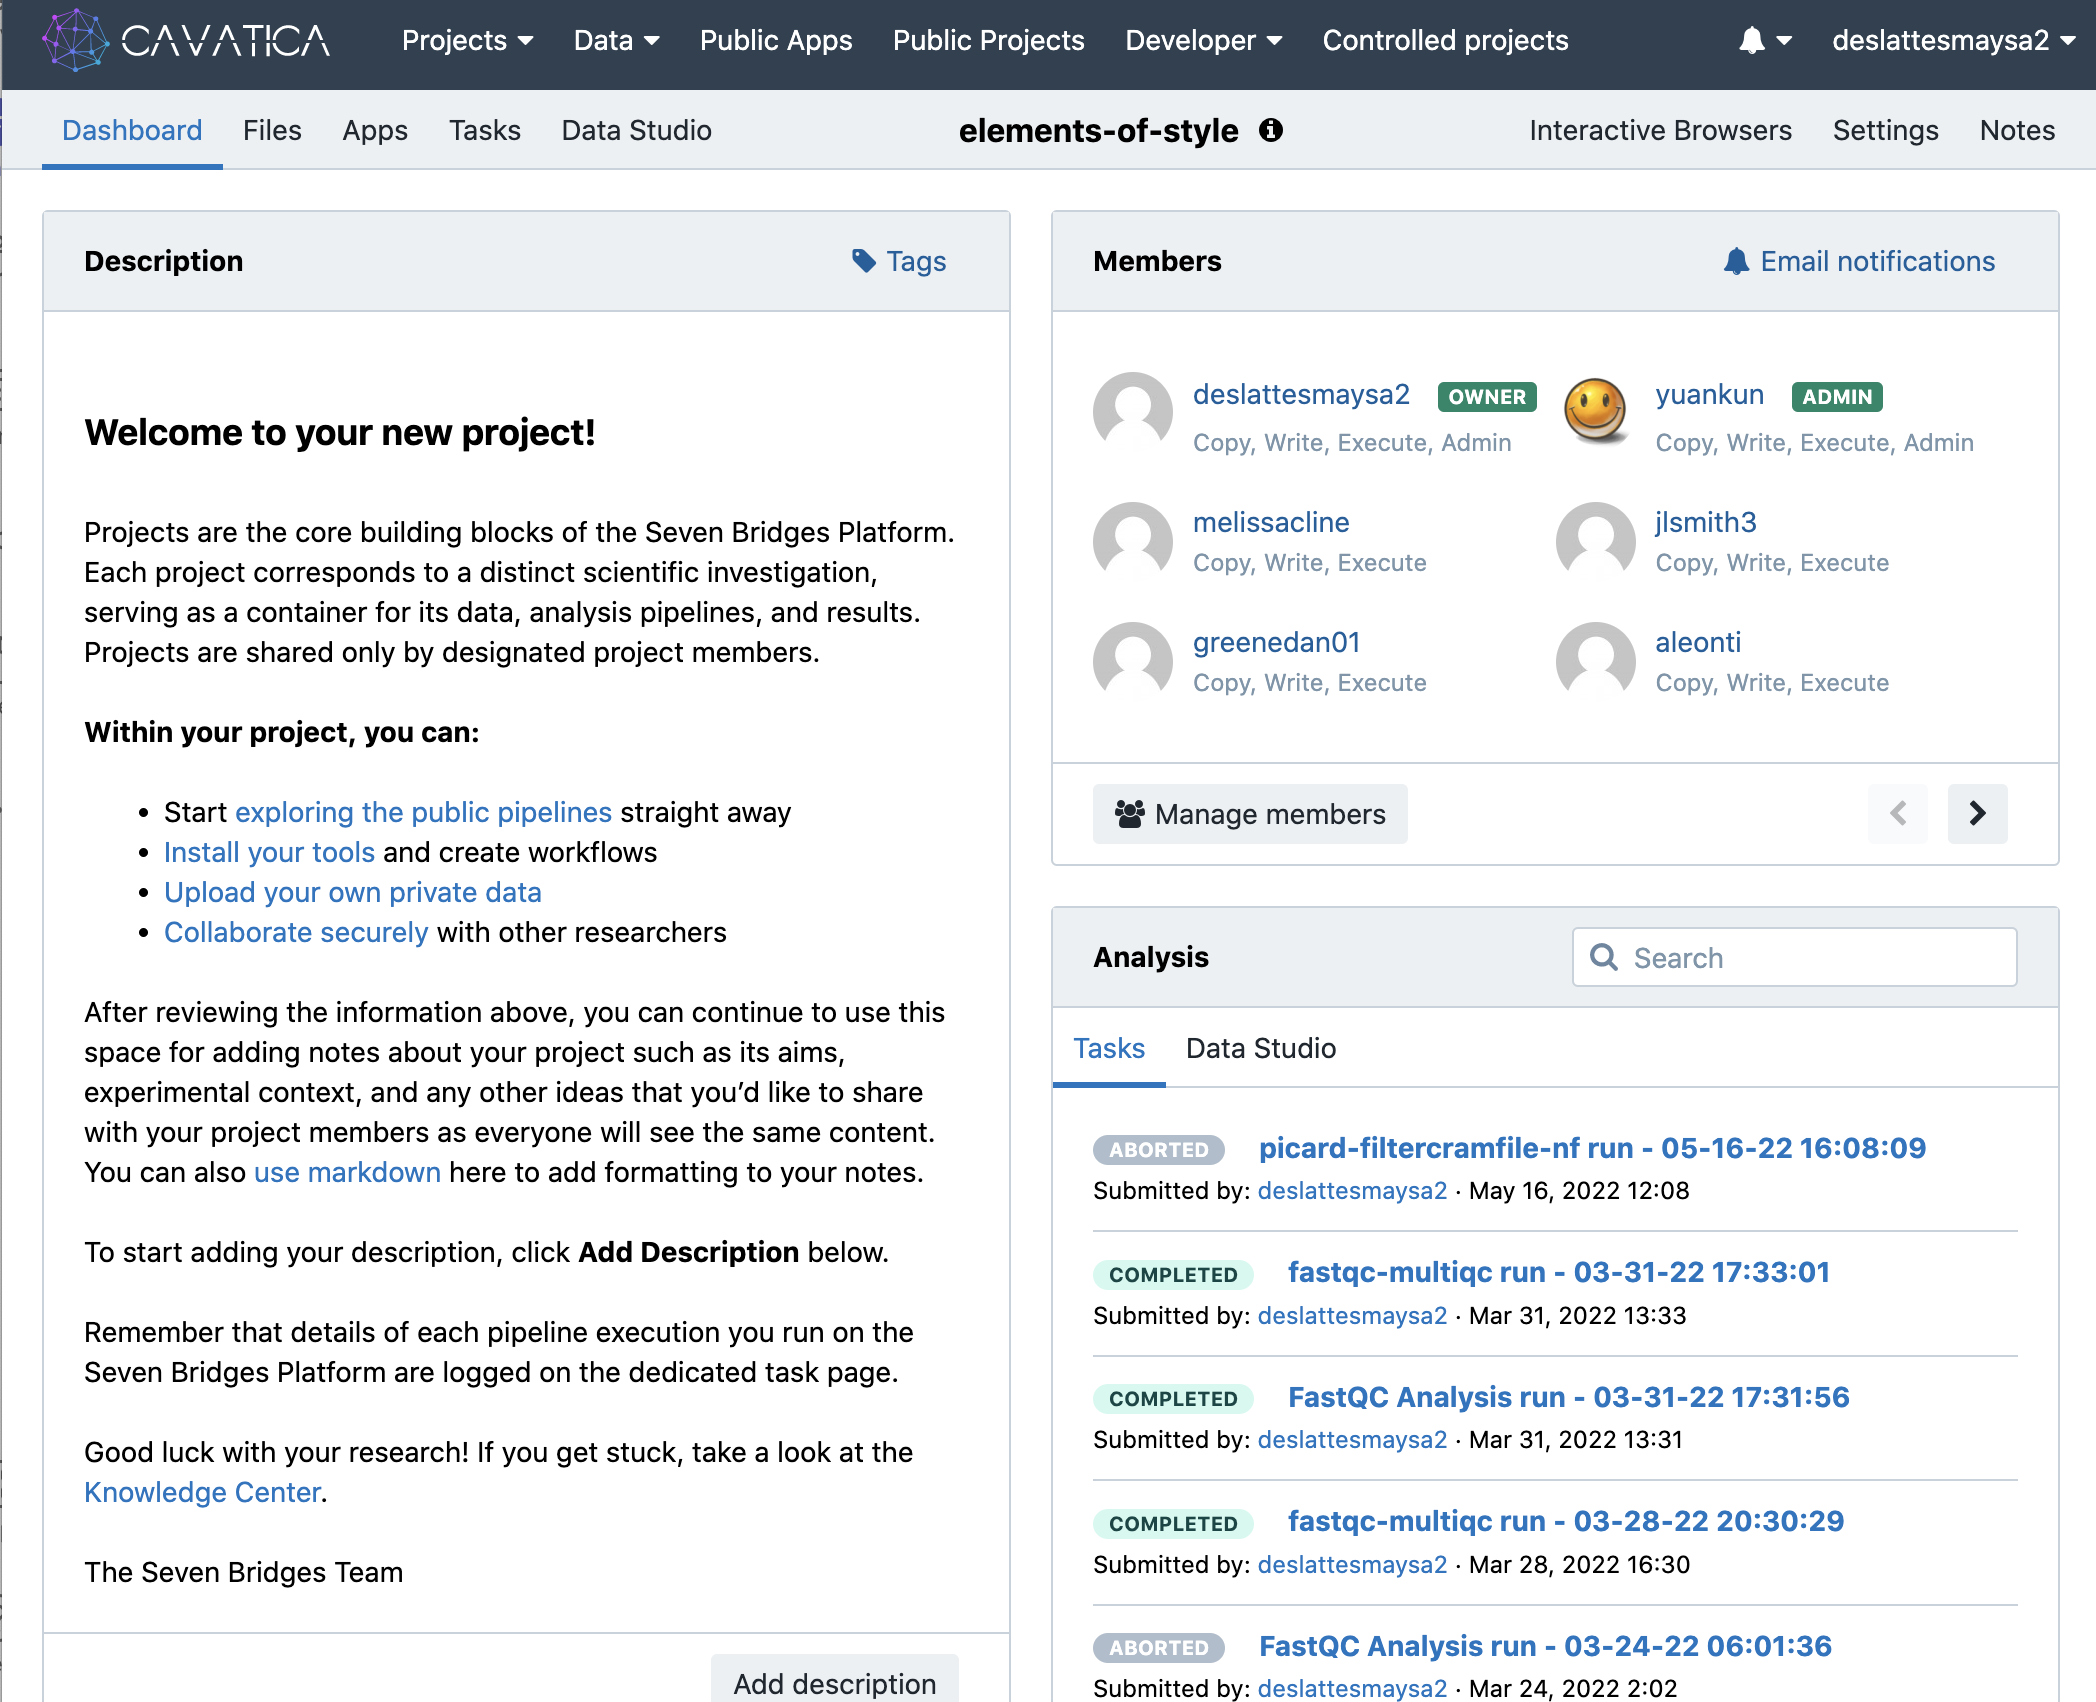 CAVATICA Projects Data Public Apps Public Projects Developer Controlled projects deslattesmaysa2
Dashboard Files Apps Tasks Data Studio elements-of-style Interactive Browsers Settings Notes
Description Tags
Welcome to your new project!
Projects are the core building blocks of the Seven Bridges Platform.
Each project corresponds to a distinct scientific investigation,
serving as a container for its data, analysis pipelines, and results.
Projects are shared only by designated project members.
Within your project, you can:
• Start exploring the public pipelines straight away
• Install your tools and create workflows
• Upload your own private data
• Collaborate securely with other researchers
After reviewing the information above, you can continue to use this
space for adding notes about your project such as its aims,
experimental context, and any other ideas that you’d like to share
with your project members as everyone will see the same content.
You can also use markdown here to add formatting to your notes.
To start adding your description, click Add Description below.
Remember that details of each pipeline execution you run on the
Seven Bridges Platform are logged on the dedicated task page.
Good luck with your research! If you get stuck, take a look at the
Knowledge Center.
The Seven Bridges Team
Add description
Members Email notifications
deslattesmaysa2 OWNER
Copy, Write, Execute, Admin
yuankun ADMIN
Copy, Write, Execute, Admin
melissacline
Copy, Write, Execute
jlsmith3
Copy, Write, Execute
greenedan01
Copy, Write, Execute
aleonti
Copy, Write, Execute
Manage members
Analysis Search
Tasks Data Studio
ABORTED picard-filtercramfile-nf run - 05-16-22 16:08:09
Submitted by: deslattesmaysa2 · May 16, 2022 12:08
COMPLETED fastqc-multiqc run - 03-31-22 17:33:01
Submitted by: deslattesmaysa2 · Mar 31, 2022 13:33
COMPLETED FastQC Analysis run - 03-31-22 17:31:56
Submitted by: deslattesmaysa2 · Mar 31, 2022 13:31
COMPLETED fastqc-multiqc run - 03-28-22 20:30:29
Submitted by: deslattesmaysa2 · Mar 28, 2022 16:30
ABORTED FastQC Analysis run - 03-24-22 06:01:36
Submitted by: deslattesmaysa2 · Mar 24, 2022 2:02